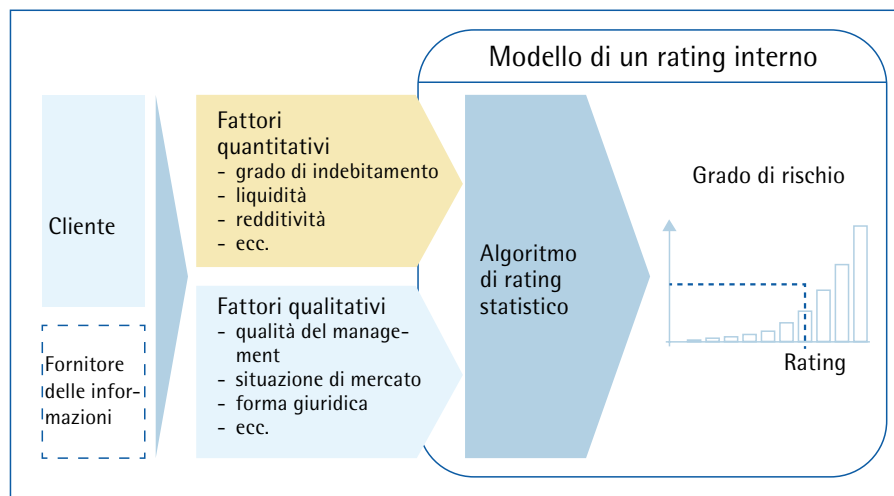 Modello di un rating interno
Cliente
Fornitore
delle infor-
mazioni
Fattori
quantitativi
- grado di indebitamento
- liquidità
- redditività
- ecc.
Fattori qualitativi
- qualità del manage-
ment
- situazione di mercato
- forma giuridica
- ecc.
Algoritmo
di rating
statistico
Grado di rischio
Rating